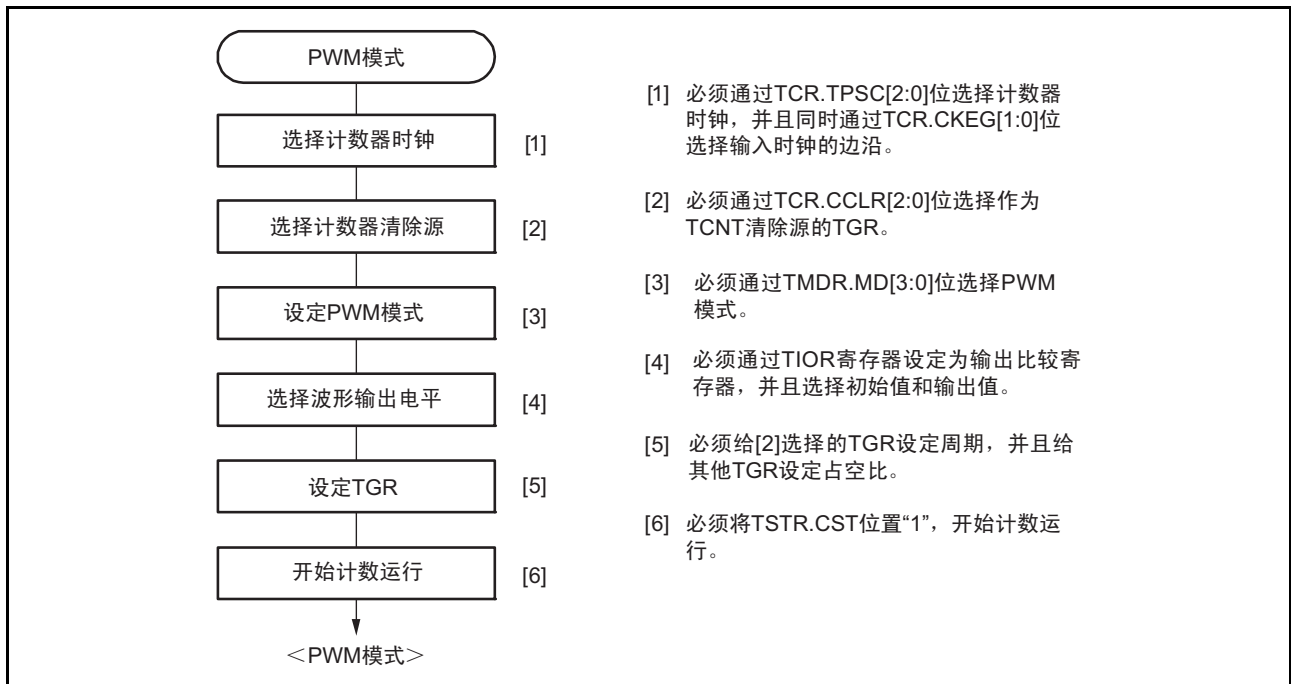 PWM模式
选择计数器时钟 [1]
选择计数器清除源 [2]
设定PWM模式 [3]
选择波形输出电平 [4]
设定TGR [5]
开始计数运行 [6]
＜PWM模式＞
[1] 必须通过TCR.TPSC[2:0]位选择计数器
时钟，并且同时通过TCR.CKEG[1:0]位
选择输入时钟的边沿。
[2] 必须通过TCR.CCLR[2:0]位选择作为
TCNT清除源的TGR。
[3] 必须通过TMDR.MD[3:0]位选择PWM
模式。
[4] 必须通过TIOR寄存器设定为输出比较寄
存器，并且选择初始值和输出值。
[5] 必须给[2]选择的TGR设定周期，并且给
其他TGR设定占空比。
[6] 必须将TSTR.CST位置“1”，开始计数运
行。